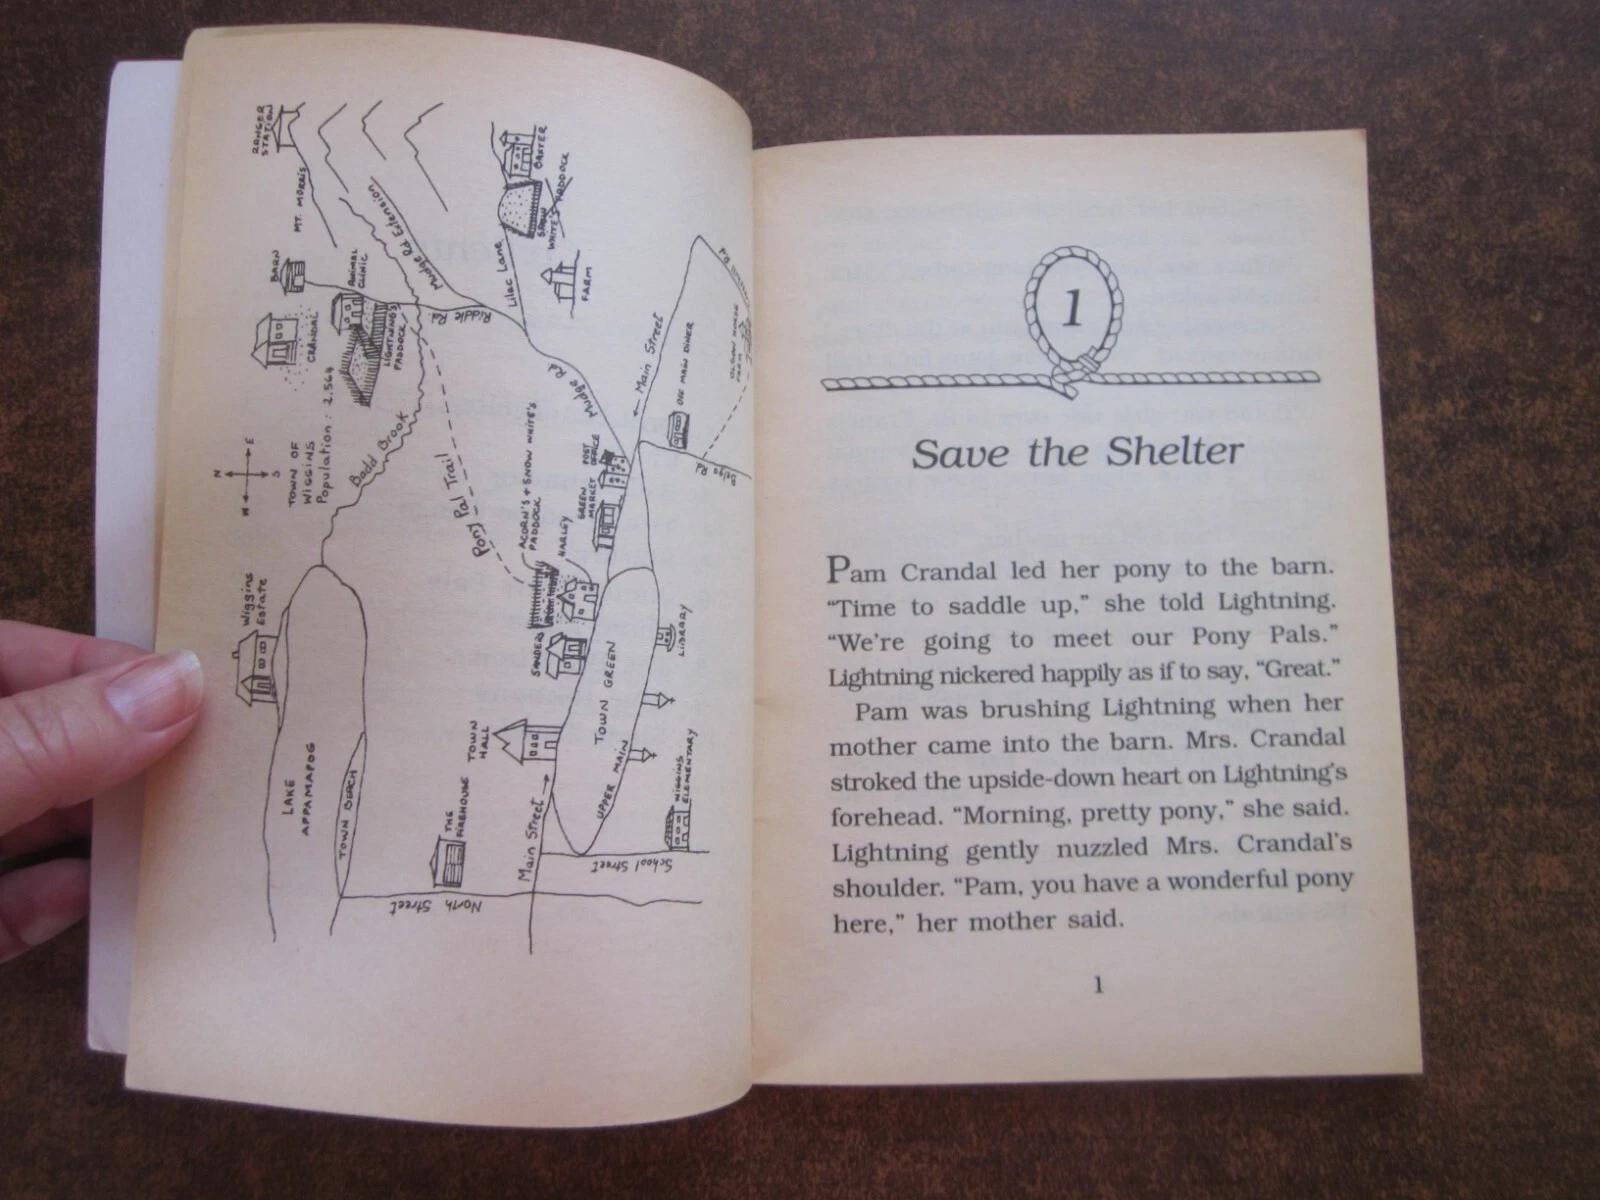 RANGER
STATION
MT. MORRIS
Mudge Rd. Extension
BARN
ANIMAL
CLINIC
CRANDAL
LIGHTNING'S
PADDOCK
Riddle
Rd.
Lilac Lane
BAXTER
SNOW
WHITE'S PADDOCK
FARM
N
E
S
W
TOWN OF
WIGGINS
Population: 2,564
Badd Brook
Pony Pal Trail
Mudge Rd.
Main Street
ONE MAIN DINER
Belgo Rd.
POST
OFFICE
GREEN
MARKET
ACORN'S + SNOW WHITE'S
PADDOCK
HARLEY
SANDERS
Wiggins
Estate
LAKE
APPAMAPOG
TOWN BEACH
TOWN GREEN
UPPER MAIN
LIBRARY
TOWN
HALL
THE
FIREHOUSE
Main Street
WIGGINS
ELEMENTARY
School Street
North Street
1
Save the Shelter
Pam Crandal led her pony to the barn.
“Time to saddle up,” she told Lightning.
“We’re going to meet our Pony Pals.”
Lightning nickered happily as if to say, “Great.”
Pam was brushing Lightning when her
mother came into the barn. Mrs. Crandal
stroked the upside-down heart on Lightning’s
forehead. “Morning, pretty pony,” she said.
Lightning gently nuzzled Mrs. Crandal’s
shoulder. “Pam, you have a wonderful pony
here,” her mother said.
1